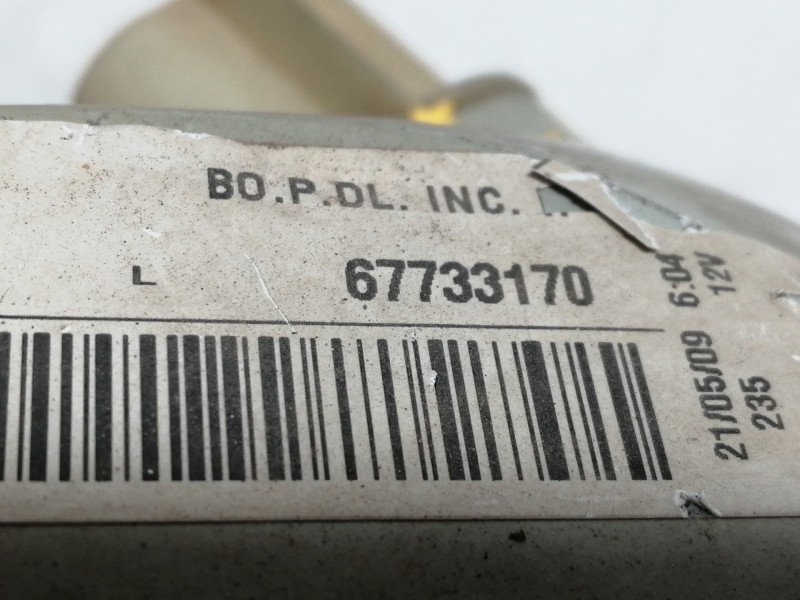 BO.P.DL. INC.
L 67733170
21/05/09 6:04
235 12V